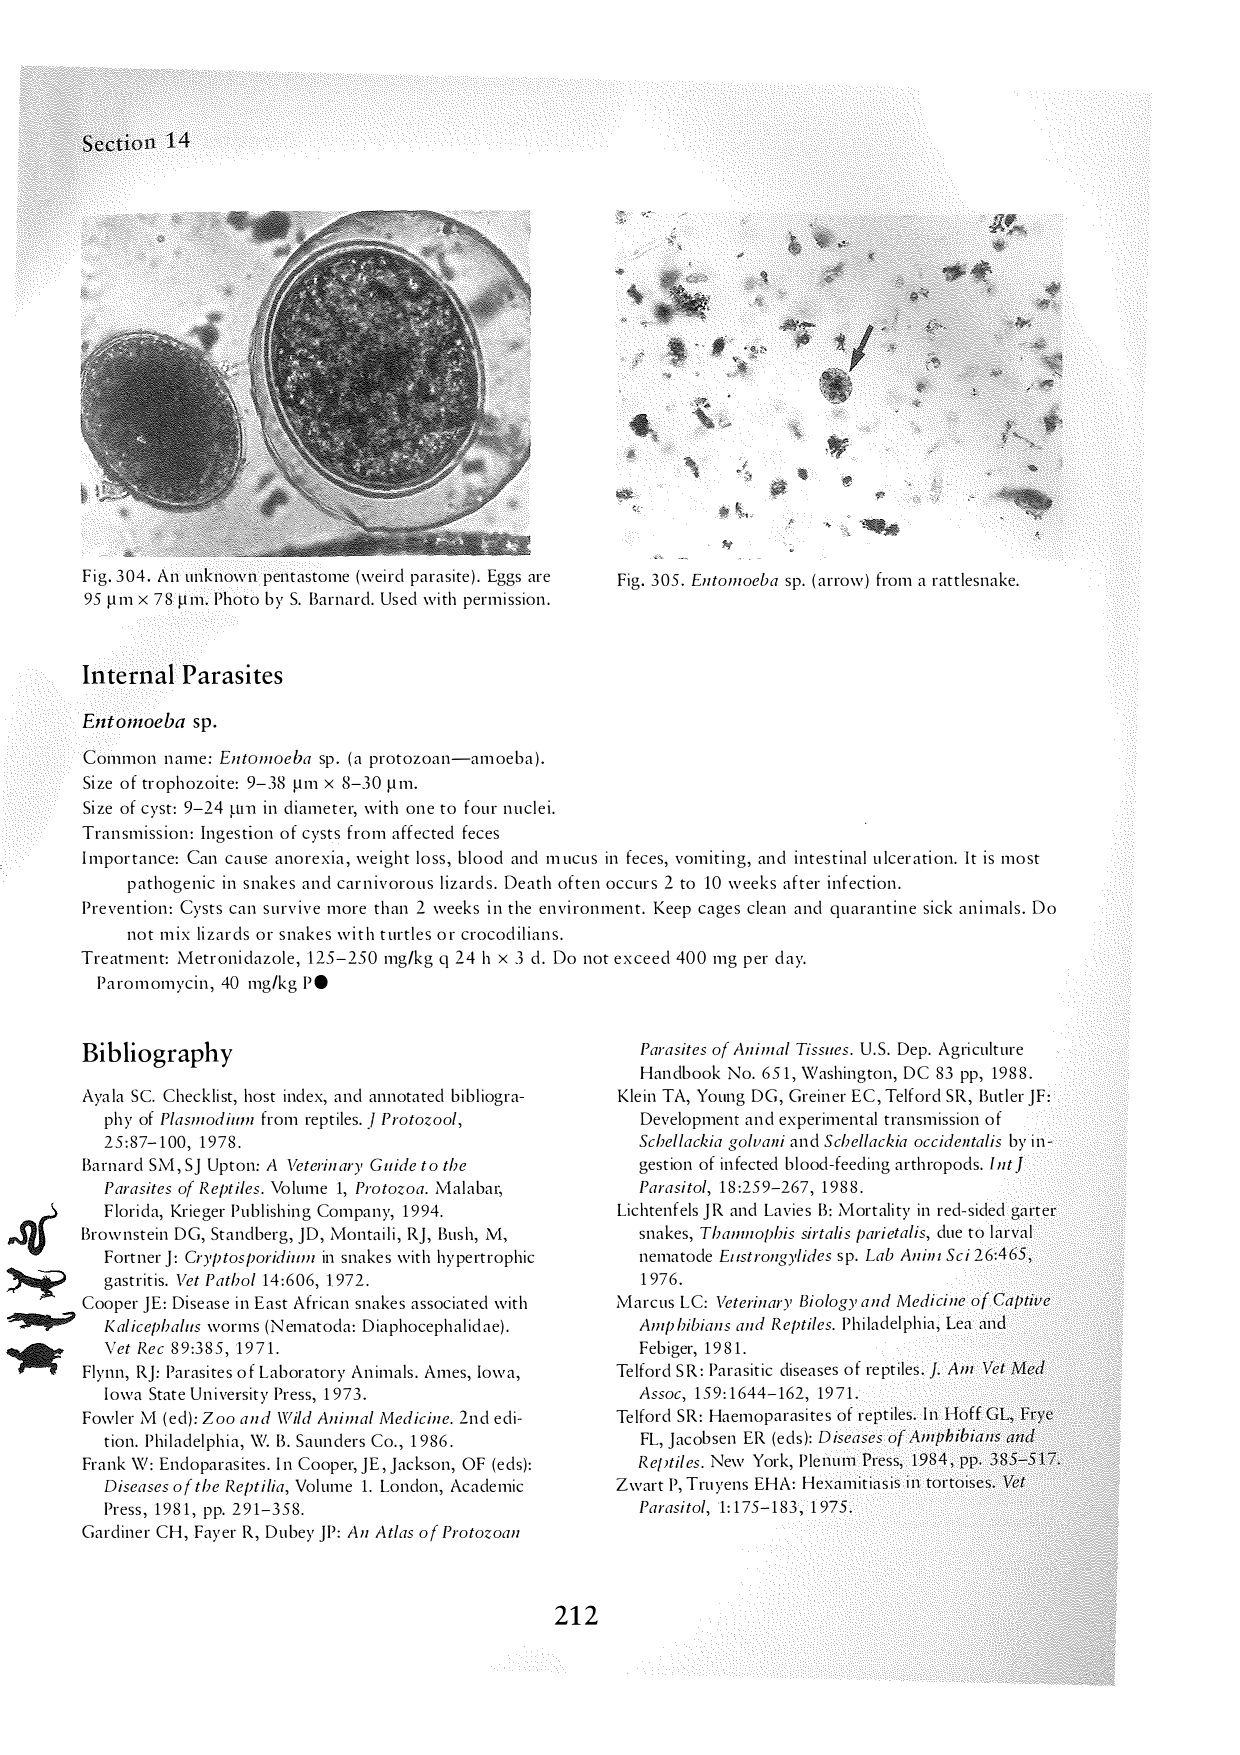 Section 14
Fig. 304. An unknown pentastome (weird parasite). Eggs are
95 µm × 78 µm. Photo by S. Barnard. Used with permission.
Fig. 305. Entomoeba sp. (arrow) from a rattlesnake.
Internal Parasites
Entomoeba sp.
Common name: Entomoeba sp. (a protozoan—amoeba).
Size of trophozoite: 9–38 µm × 8–30 µm.
Size of cyst: 9–24 µm in diameter, with one to four nuclei.
Transmission: Ingestion of cysts from affected feces
Importance: Can cause anorexia, weight loss, blood and mucus in feces, vomiting, and intestinal ulceration. It is most
pathogenic in snakes and carnivorous lizards. Death often occurs 2 to 10 weeks after infection.
Prevention: Cysts can survive more than 2 weeks in the environment. Keep cages clean and quarantine sick animals. Do
not mix lizards or snakes with turtles or crocodilians.
Treatment: Metronidazole, 125–250 mg/kg q 24 h × 3 d. Do not exceed 400 mg per day.
Paromomycin, 40 mg/kg P●
Bibliography
Ayala SC. Checklist, host index, and annotated bibliogra-
phy of Plasmodium from reptiles. J Protozool,
25:87–100, 1978.
Barnard SM, SJ Upton: A Veterinary Guide to the
Parasites of Reptiles. Volume 1, Protozoa. Malabar,
Florida, Krieger Publishing Company, 1994.
Brownstein DG, Standberg, JD, Montaili, RJ, Bush, M,
Fortner J: Cryptosporidium in snakes with hypertrophic
gastritis. Vet Pathol 14:606, 1972.
Cooper JE: Disease in East African snakes associated with
Kalicephalus worms (Nematoda: Diaphocephalidae).
Vet Rec 89:385, 1971.
Flynn, RJ: Parasites of Laboratory Animals. Ames, Iowa,
Iowa State University Press, 1973.
Fowler M (ed): Zoo and Wild Animal Medicine. 2nd edi-
tion. Philadelphia, W. B. Saunders Co., 1986.
Frank W: Endoparasites. In Cooper, JE, Jackson, OF (eds):
Diseases of the Reptilia, Volume 1. London, Academic
Press, 1981, pp. 291–358.
Gardiner CH, Fayer R, Dubey JP: An Atlas of Protozoan
Parasites of Animal Tissues. U.S. Dep. Agriculture
Handbook No. 651, Washington, DC 83 pp, 1988.
Klein TA, Young DG, Greiner EC, Telford SR, Butler JF:
Development and experimental transmission of
Schellackia golvani and Schellackia occidentalis by in-
gestion of infected blood-feeding arthropods. Int J
Parasitol, 18:259–267, 1988.
Lichtenfels JR and Lavies B: Mortality in red-sided garter
snakes, Thamnophis sirtalis parietalis, due to larval
nematode Eustrongylides sp. Lab Anim Sci 26:465,
1976.
Marcus LC: Veterinary Biology and Medicine of Captive
Amphibians and Reptiles. Philadelphia, Lea and
Febiger, 1981.
Telford SR: Parasitic diseases of reptiles. J. Am Vet Med
Assoc, 159:1644–162, 1971.
Telford SR: Haemoparasites of reptiles. In Hoff GL, Frye
FL, Jacobsen ER (eds): Diseases of Amphibians and
Reptiles. New York, Plenum Press, 1984, pp. 385–517.
Zwart P, Truyens EHA: Hexamitiasis in tortoises. Vet
Parasitol, 1:175–183, 1975.
212